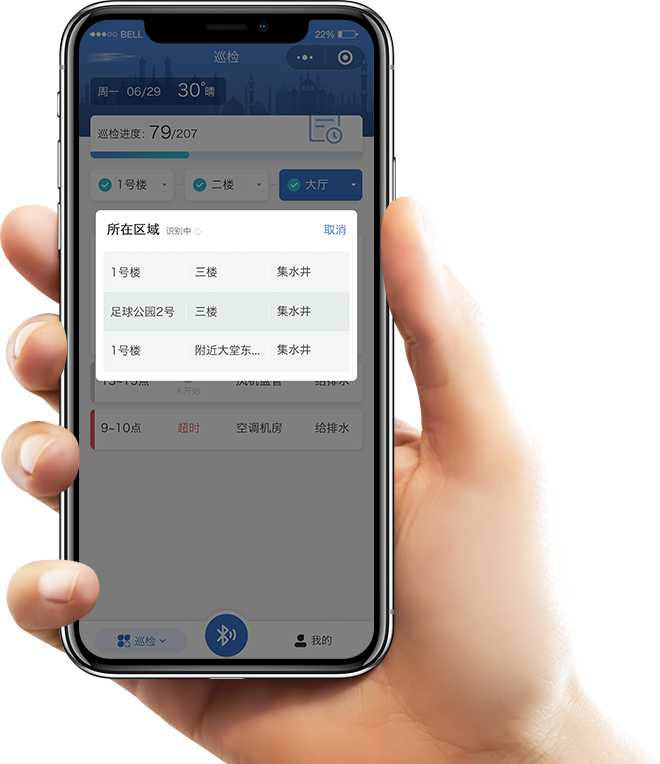 BELL 22%
巡检
周一 06/29 30°晴
巡检进度：79/207
1号楼 二楼 大厅
所在区域 识别中 取消
1号楼 三楼 集水井
足球公园2号 三楼 集水井
1号楼 附近大堂东... 集水井
13~15点 未开始 风机盘管 给排水
9~10点 超时 空调机房 给排水
巡检 我的